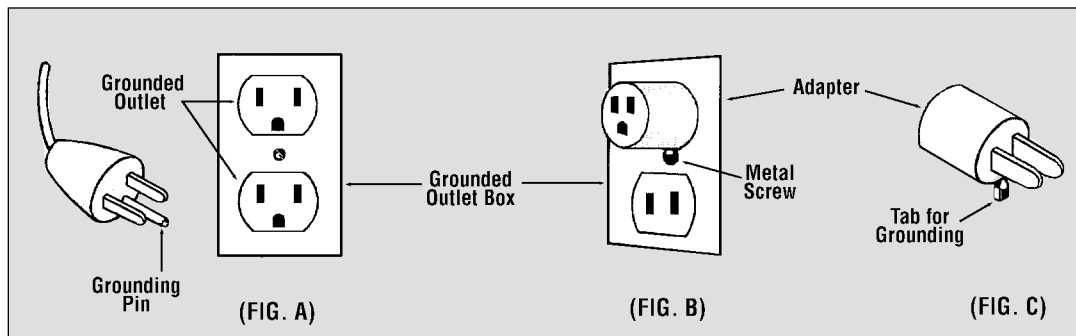 Grounded
Outlet
Grounding
Pin
(FIG. A)
Grounded
Outlet Box
Adapter
Metal
Screw
(FIG. B)
Tab for
Grounding
(FIG. C)